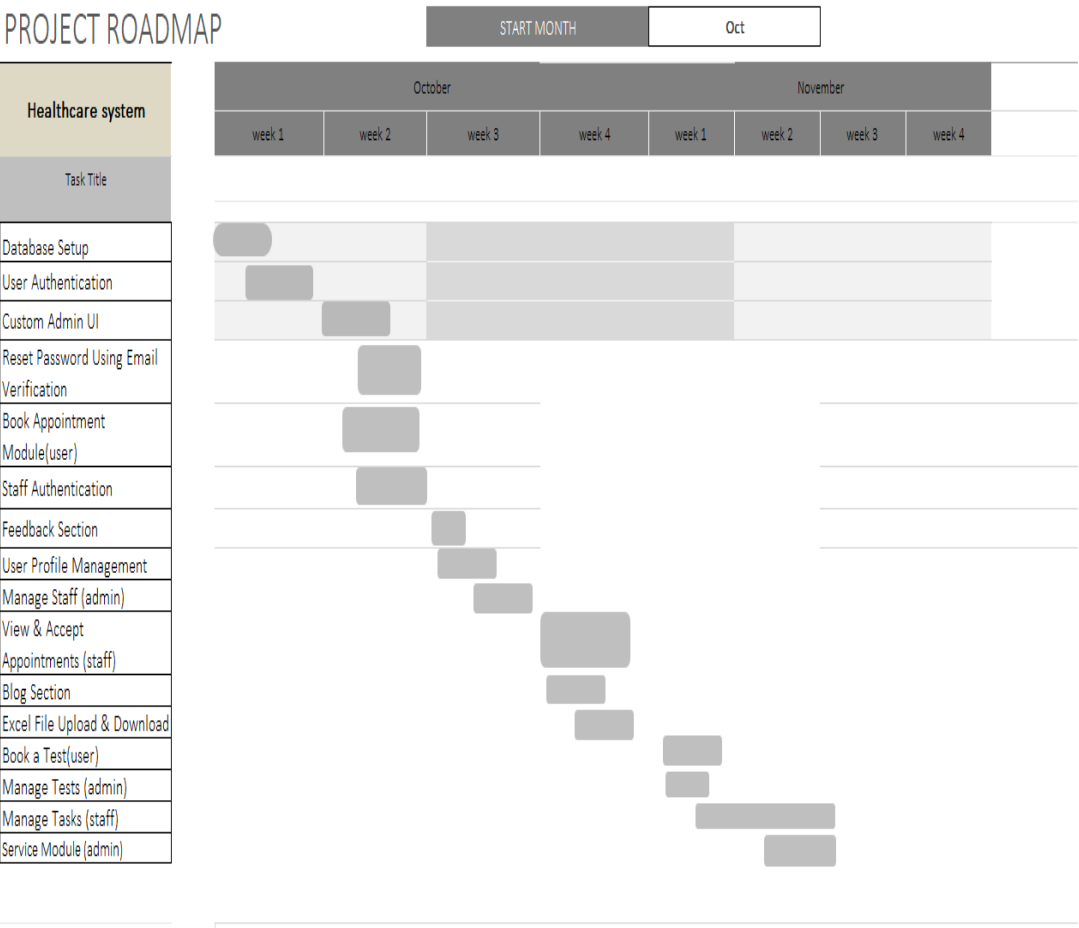 PROJECT ROADMAP
START MONTH
Oct
Healthcare system
October
November
week 1
week 2
week 3
week 4
week 1
week 2
week 3
week 4
Task Title
Database Setup
User Authentication
Custom Admin UI
Reset Password Using Email
Verification
Book Appointment
Module(user)
Staff Authentication
Feedback Section
User Profile Management
Manage Staff (admin)
View & Accept
Appointments (staff)
Blog Section
Excel File Upload & Download
Book a Test(user)
Manage Tests (admin)
Manage Tasks (staff)
Service Module (admin)